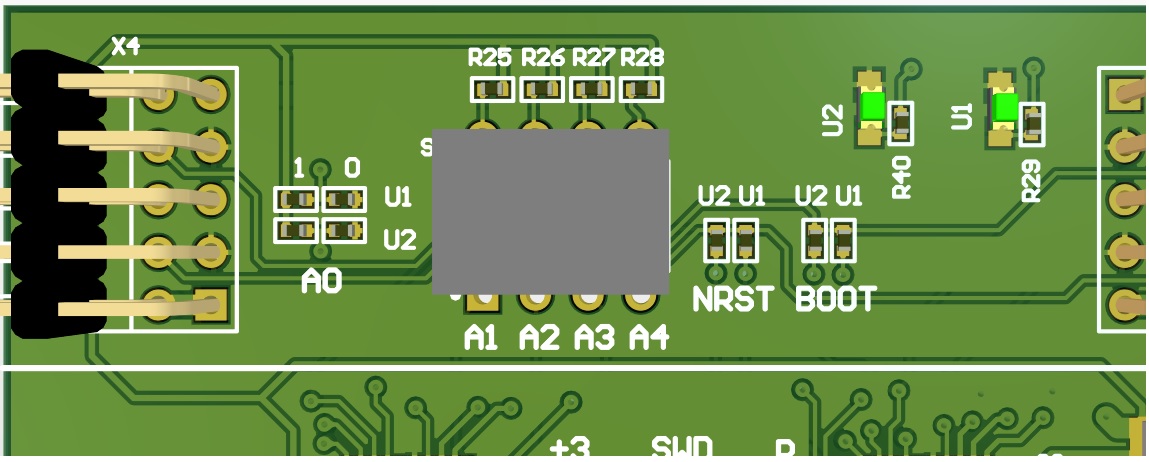 X4
R25 R26 R27 R28
U2
U1
R40
R29
S
1 0
U1
U2
A0
U2 U1 U2 U1
NRST BOOT
A1 A2 A3 A4
+3 SWD